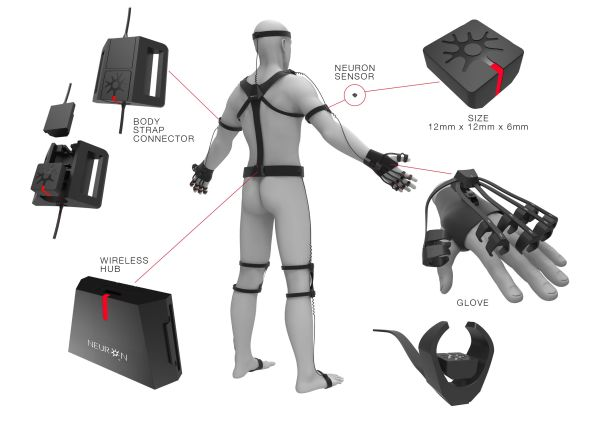 NEURON
SENSOR
BODY
STRAP
CONNECTOR
SIZE
12mm x 12mm x 6mm
WIRELESS
HUB
NEURON
GLOVE